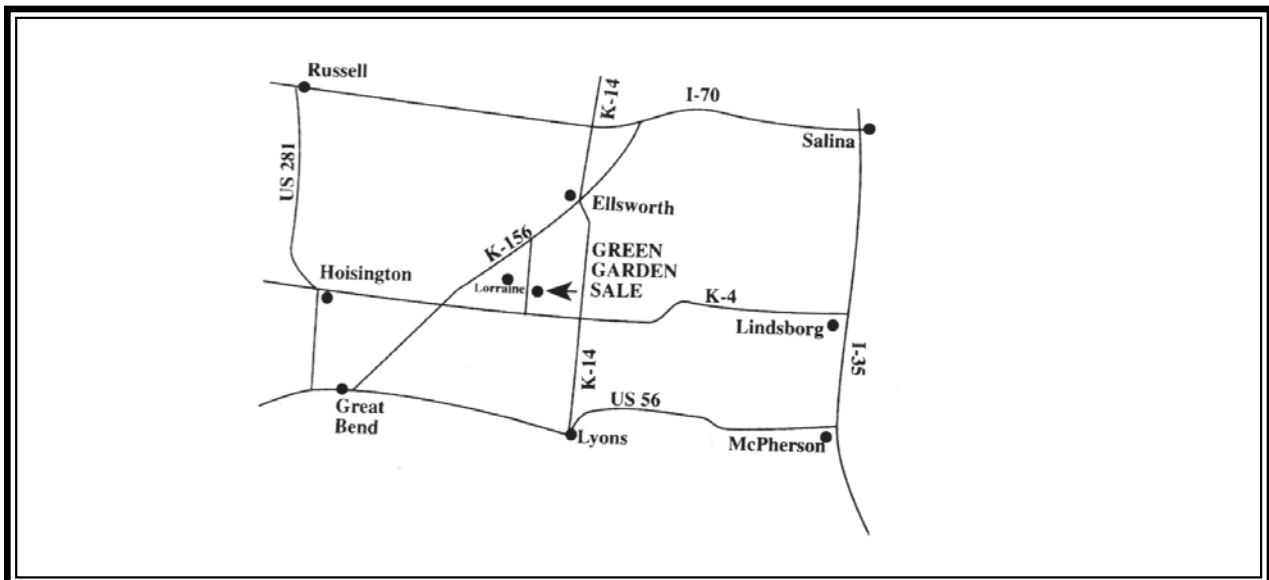 Russell
K-14
I-70
Salina
US 281
Ellsworth
K-156
GREEN
GARDEN
SALE
Hoisington
Lorraine
K-4
Lindsborg
I-35
K-14
US 56
Great
Bend
Lyons
McPherson